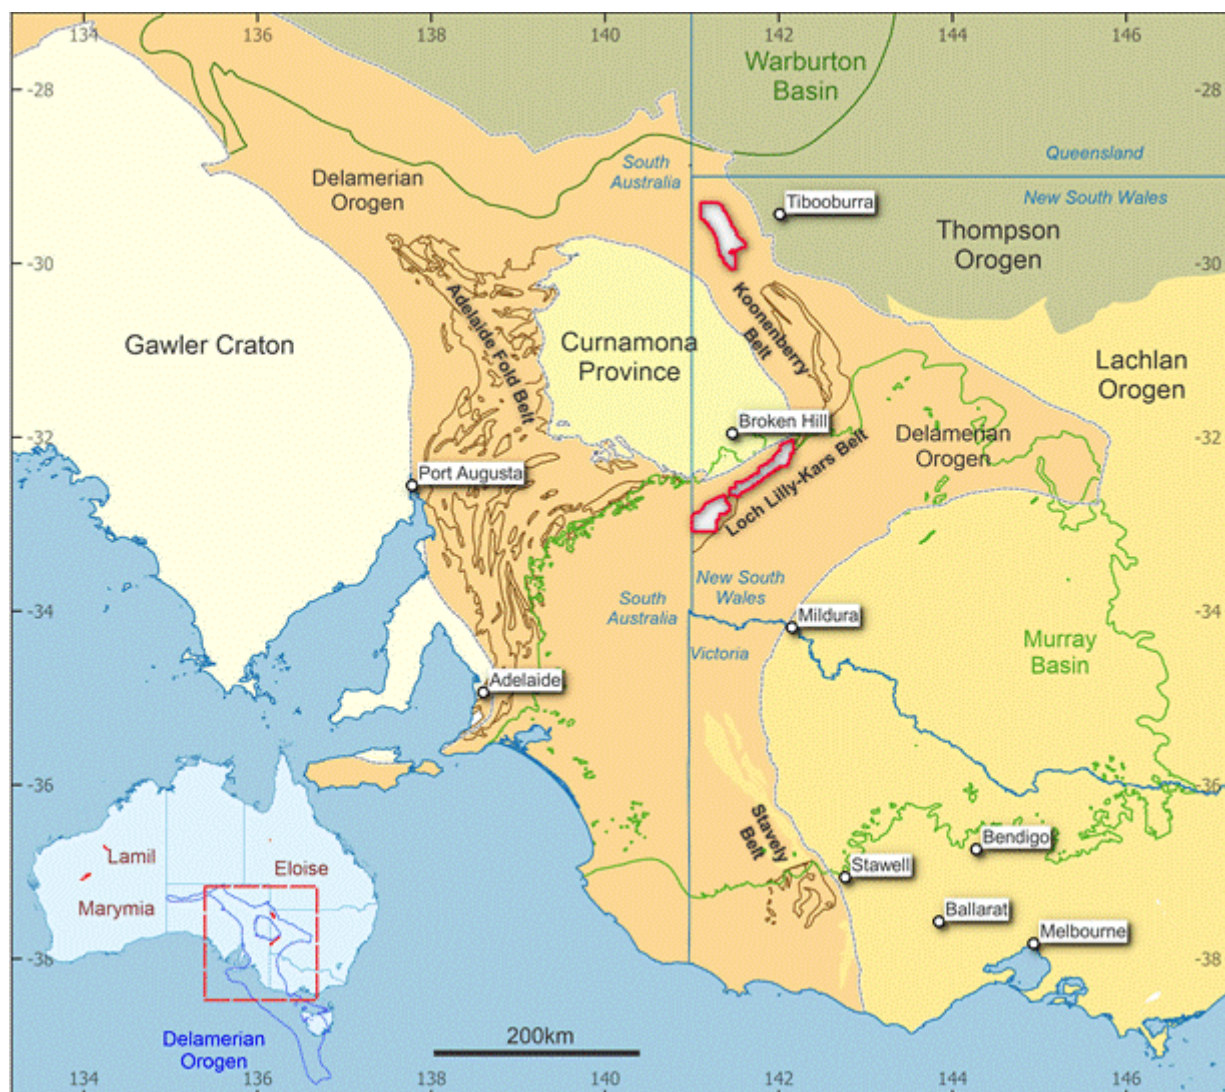 134 136 138 140 142 144 146
Warburton
Basin
-28 -28
South
Australia
Queensland
Delamerian
Orogen
New South Wales
Tibooburra
Thompson
Orogen
-30 -30
Adelaide Fold Belt
Koonenberry
Belt
Gawler Craton
Curnamona
Province
Lachlan
Orogen
Broken Hill
-32 -32
Delamerian
Orogen
Port Augusta
Loch Lilly-Kars Belt
New South
Wales
South
Australia
-34 -34
Mildura
Victoria
Murray
Basin
Adelaide
-36 -36
Stavely
Belt
Bendigo
Stawell
Lamil
Eloise
Marymia
Ballarat
Melbourne
-38 -38
Delamerian
Orogen
200km
134 136 138 140 142 144 146